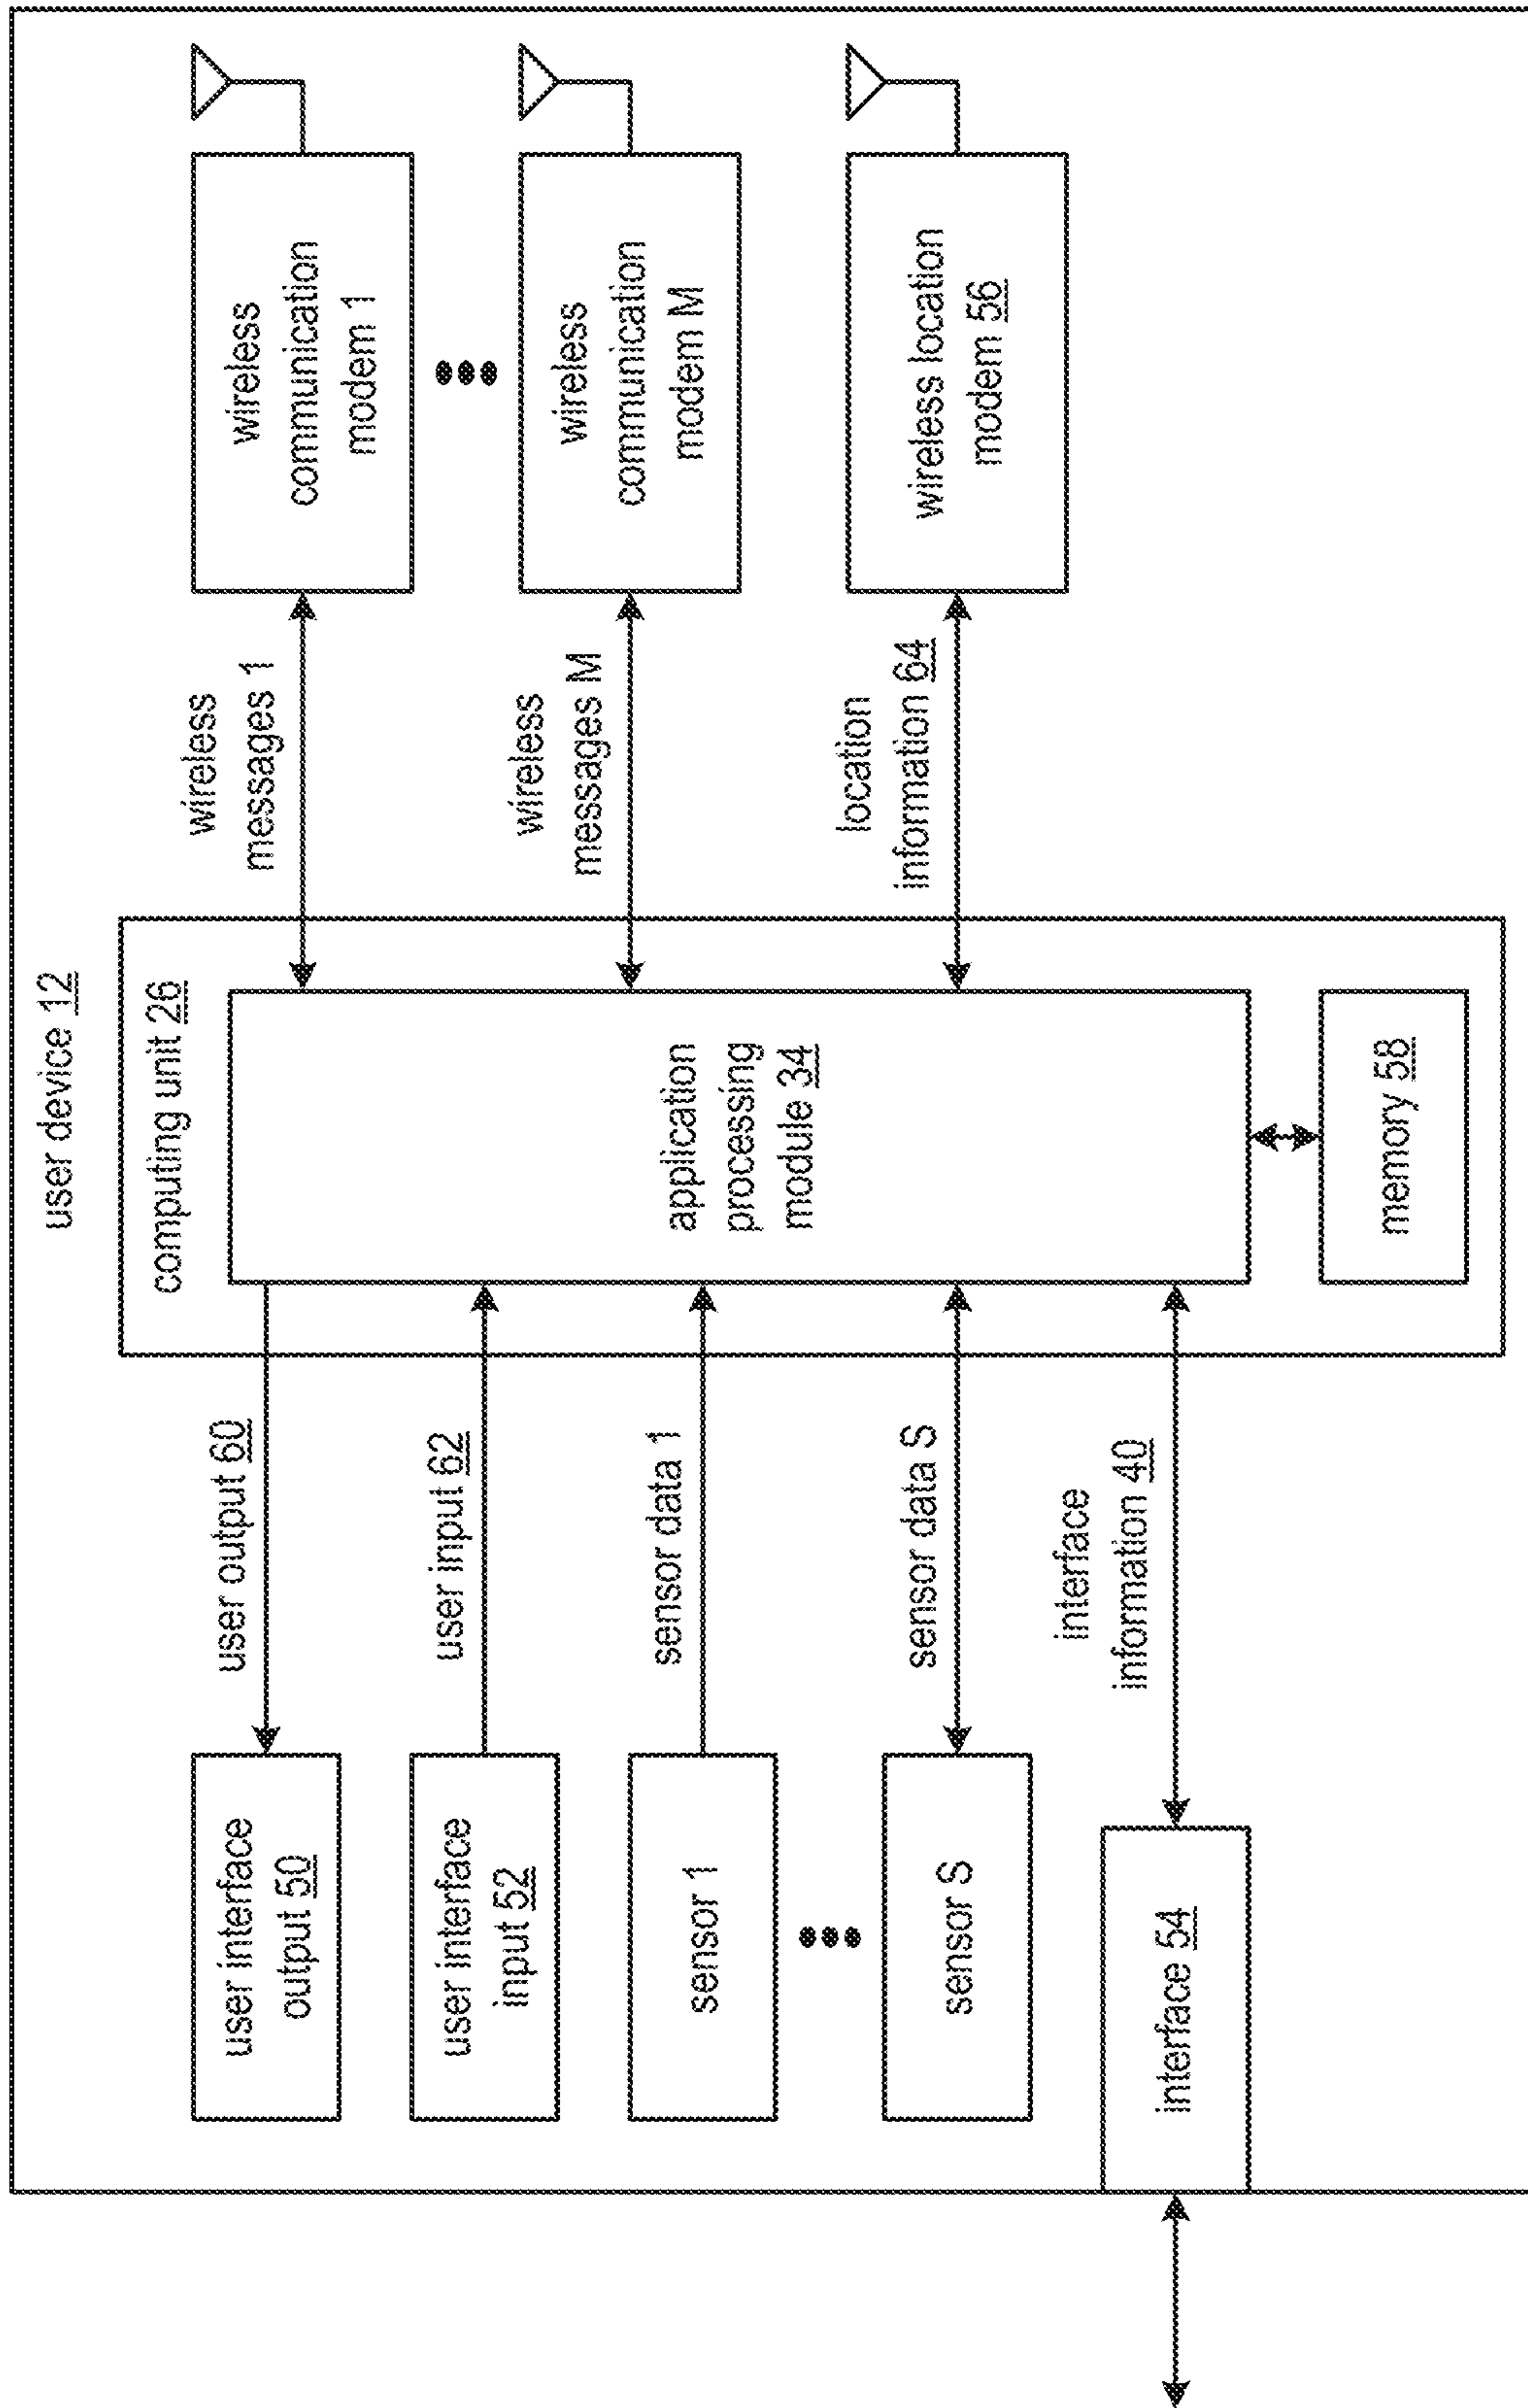 user device 12
computing unit 26
user interface
output 50
user output 60
user interface
input 52
user input 62
sensor 1
sensor data 1
sensor S
sensor data S
interface 54
interface
information 40
application
processing
module 34
memory 58
wireless
messages 1
wireless
communication
modem 1
wireless
messages M
wireless
communication
modem M
location
information 64
wireless location
modem 56